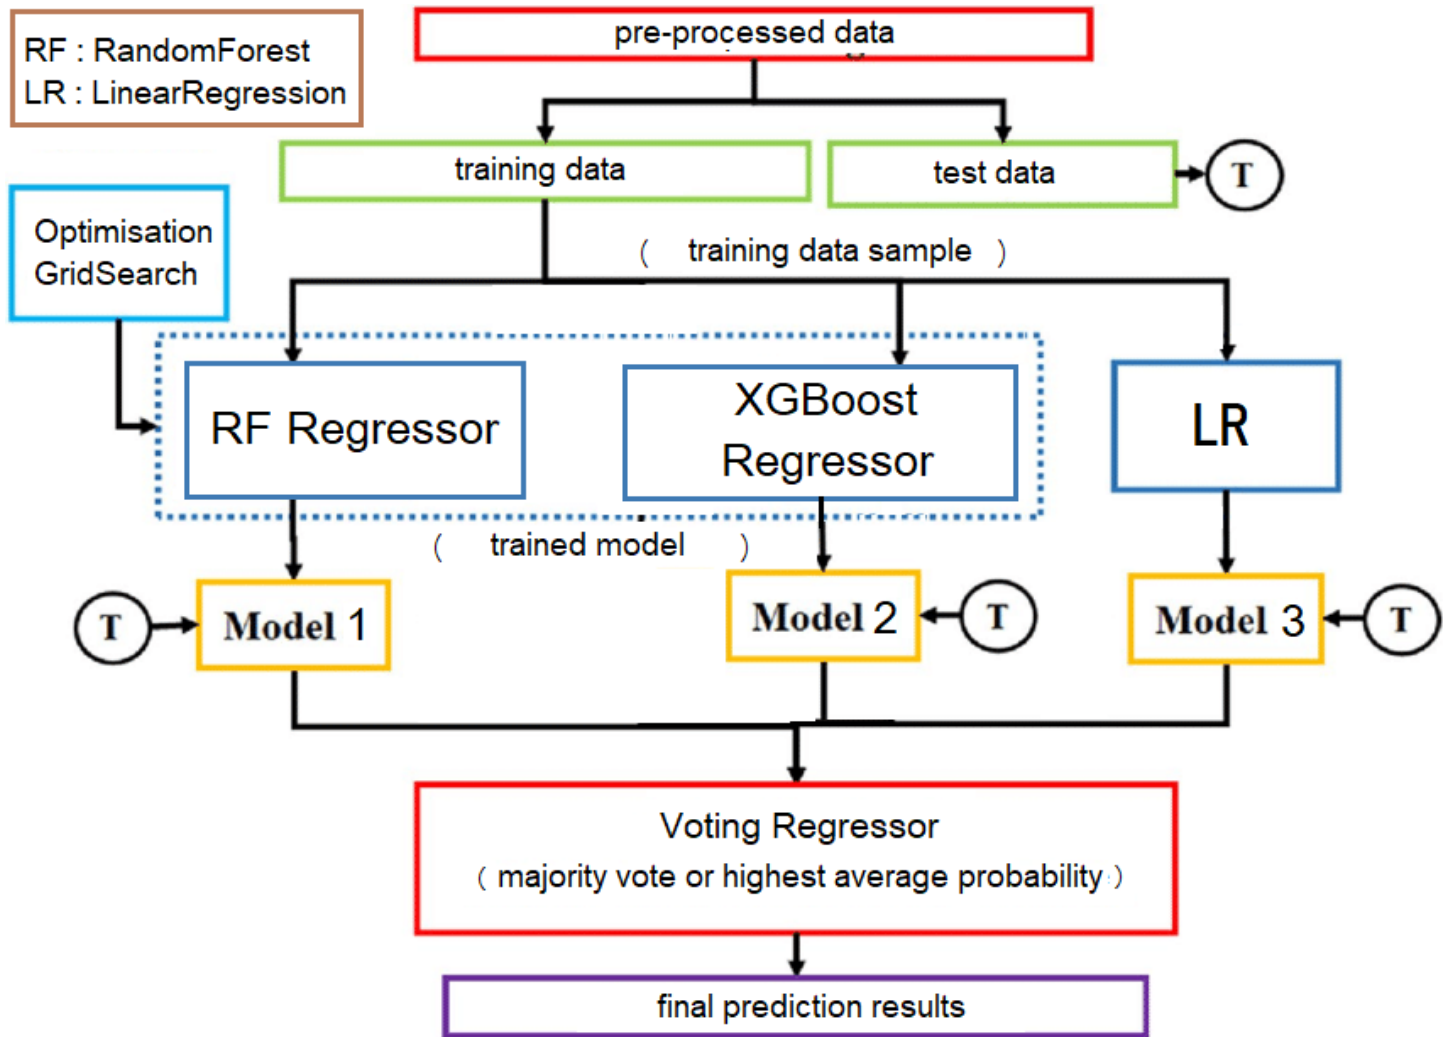 RF : RandomForest
LR : LinearRegression
pre-processed data
training data
test data
T
Optimisation
GridSearch
( training data sample )
RF Regressor
XGBoost
Regressor
LR
( trained model )
T
Model 1
Model 2
T
Model 3
T
Voting Regressor
( majority vote or highest average probability )
final prediction results